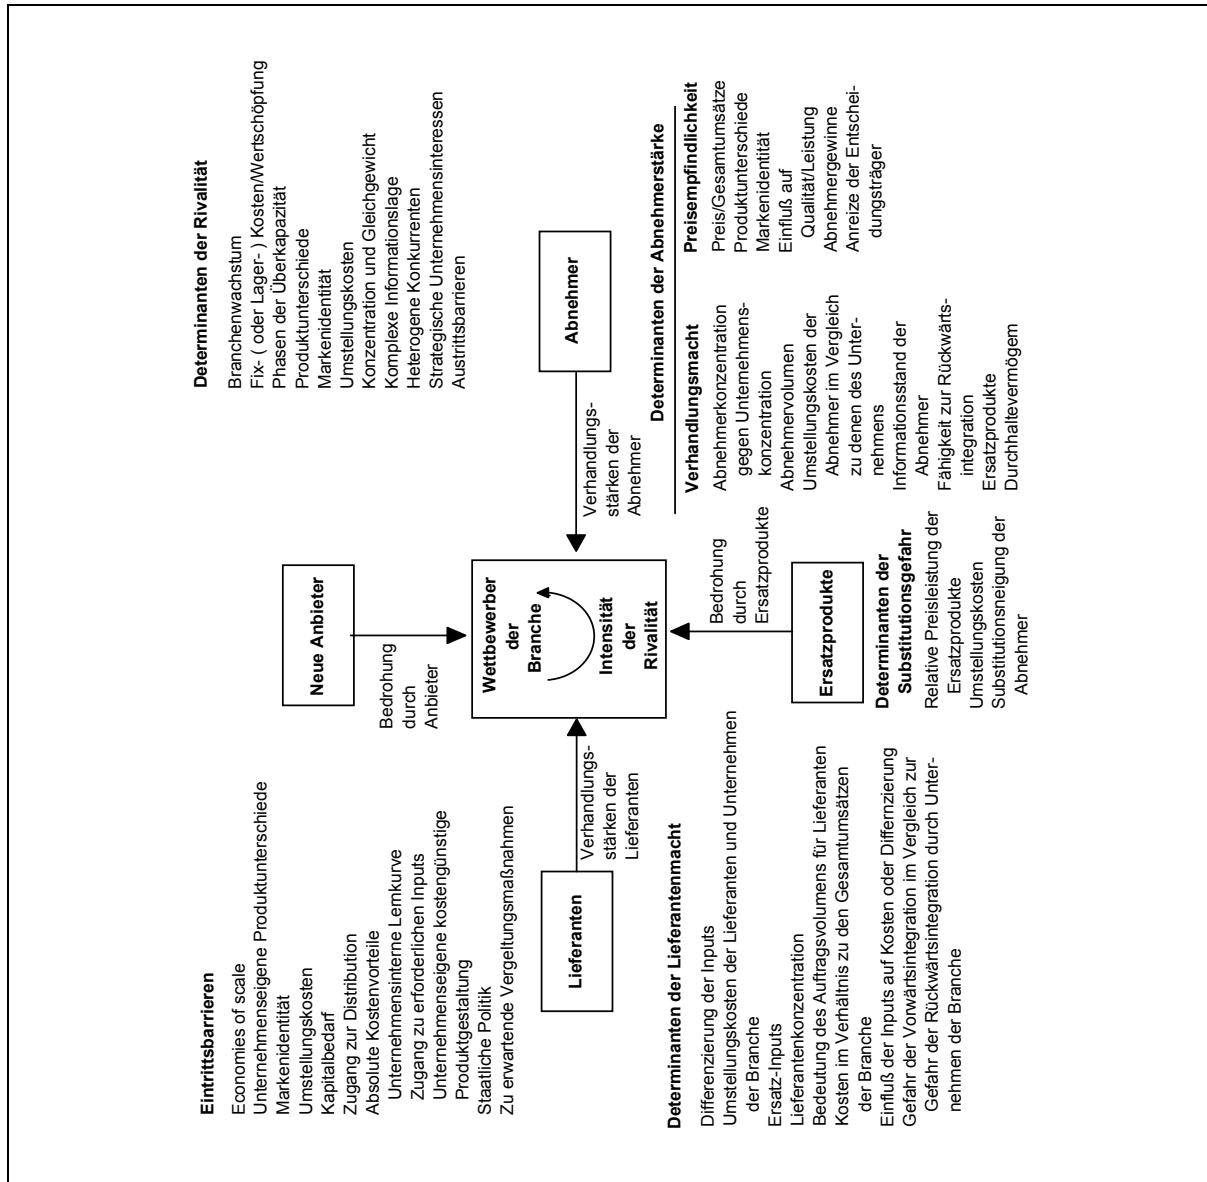 Eintrittsbarrieren
Economies of scale
Unternehmenseigene Produktunterschiede
Markenidentität
Umstellungskosten
Kapitalbedarf
Zugang zur Distribution
Absolute Kostenvorteile
Unternehmensinterne Lernkurve
Zugang zu erforderlichen Inputs
Unternehmenseigene kostengünstige
Produktgestaltung
Staatliche Politik
Zu erwartende Vergeltungsmaßnahmen
Neue Anbieter
Bedrohung
durch
Anbieter
Determinanten der Rivalität
Branchenwachstum
Fix- ( oder Lager- ) Kosten/Wertschöpfung
Phasen der Überkapazität
Produktunterschiede
Markenidentität
Umstellungskosten
Konzentration und Gleichgewicht
Komplexe Informationslage
Heterogene Konkurrenten
Strategische Unternehmensinteressen
Austrittsbarrieren
Lieferanten
Verhandlungs-
stärken der
Lieferanten
Wettbewerber
der
Branche
Intensität
der
Rivalität
Verhandlungs-
stärken der
Abnehmer
Abnehmer
Determinanten der Lieferantenmacht
Differenzierung der Inputs
Umstellungskosten der Lieferanten und Unternehmen
der Branche
Ersatz-Inputs
Lieferantenkonzentration
Bedeutung des Auftragsvolumens für Lieferanten
Kosten im Verhältnis zu den Gesamtumsätzen
der Branche
Einfluß der Inputs auf Kosten oder Differnzierung
Gefahr der Vorwärtsintegration im Vergleich zur
Gefahr der Rückwärtsintegration durch Unter-
nehmen der Branche
Bedrohung
durch
Ersatzprodukte
Ersatzprodukte
Determinanten der
Substitutionsgefahr
Relative Preisleistung der
Ersatzprodukte
Umstellungskosten
Substitutionsneigung der
Abnehmer
Determinanten der Abnehmerstärke
Verhandlungsmacht
Abnehmerkonzentration
gegen Unternehmens-
konzentration
Abnehmervolumen
Umstellungskosten der
Abnehmer im Vergleich
zu denen des Unter-
nehmens
Informationsstand der
Abnehmer
Fähigkeit zur Rückwärts-
integration
Ersatzprodukte
Durchhaltevermögem
Preisempfindlichkeit
Preis/Gesamtumsätze
Produktunterschiede
Markenidentität
Einfluß auf
Qualität/Leistung
Abnehmergewinne
Anreize der Entschei-
dungsträger